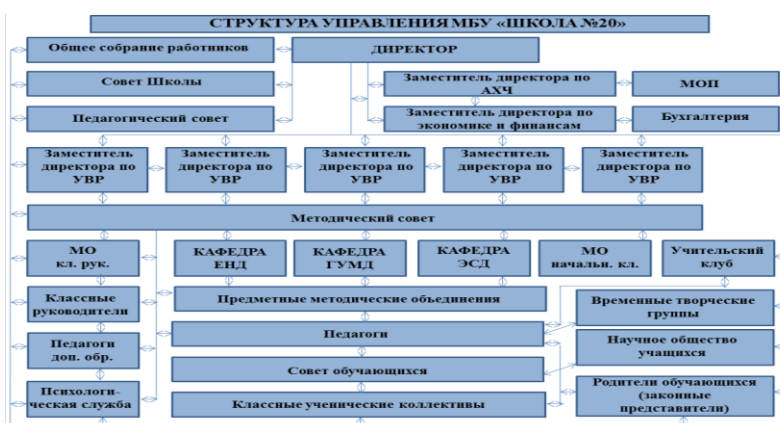 СТРУКТУРА УПРАВЛЕНИЯ МБУ «ШКОЛА №20»
Общее собрание работников
ДИРЕКТОР
Совет Школы
Заместитель директора по
АХЧ
МОП
Педагогический совет
Заместитель директора по
экономике и финансам
Бухгалтерия
Заместитель
директора по
УВР
Заместитель
директора по
УВР
Заместитель
директора по
УВР
Заместитель
директора по
УВР
Заместитель
директора по
УВР
Методический совет
МО
кл. рук.
КАФЕДРА
ЕНД
КАФЕДРА
ГУМД
КАФЕДРА
ЭСД
МО
начальн. кл.
Учительский
клуб
Классные
руководители
Предметные методические объединения
Временные творческие
группы
Педагоги
Педагоги
доп. обр.
Научное общество
учащихся
Совет обучающихся
Психологи-
ческая служба
Классные ученические коллективы
Родители обучающихся
(законные
представители)